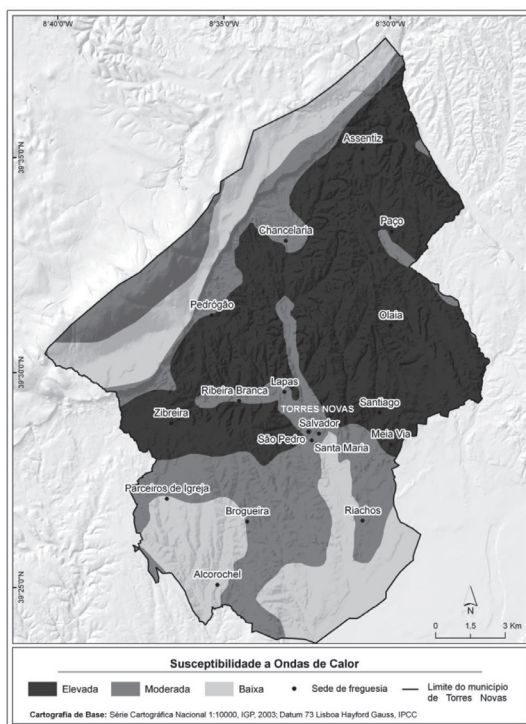 8°40'0"W
8°35'0"W
8°30'0"W
39°35'0"N
Assentiz
Paço
Chancelaria
Pedrógão
Olaia
39°30'0"N
Lapas
Ribeira Branca
TORRES NOVAS
Santiago
Zibreira
Salvador
Meia Via
São Pedro
Santa Maria
Parceiros de Igreja
Brogueira
Riachos
39°25'0"N
Alcorochel
N
0 1,5 3 Km
Susceptibilidade a Ondas de Calor
Elevada Moderada Baixa Sede de freguesia Limite do município
de Torres Novas
Cartografia de Base: Série Cartográfica Nacional 1:10000, IGP, 2003; Datum 73 Lisboa Hayford Gauss, IPCC